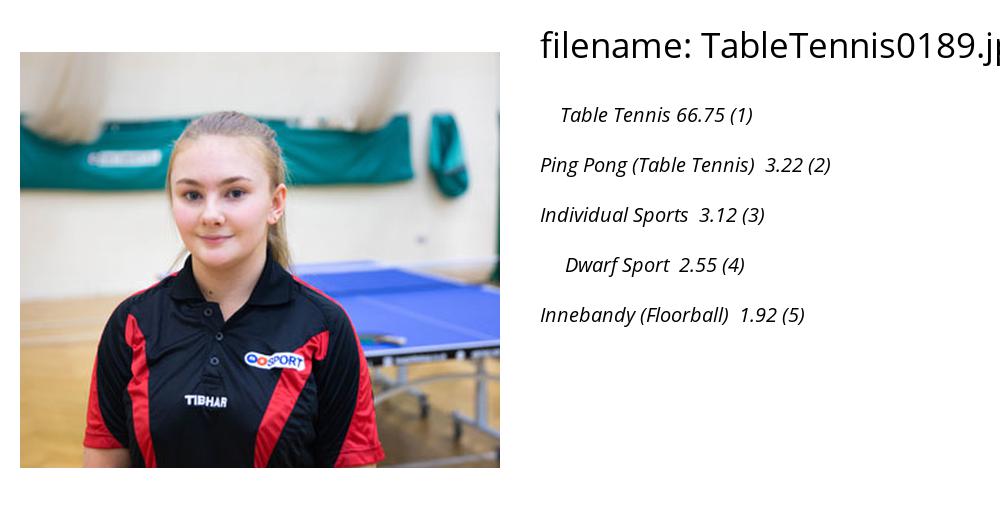 filename: TableTennis0189.jp
Table Tennis 66.75 (1)
Ping Pong (Table Tennis) 3.22 (2)
Individual Sports 3.12 (3)
Dwarf Sport 2.55 (4)
Innebandy (Floorball) 1.92 (5)
SPORT
TIBHAR